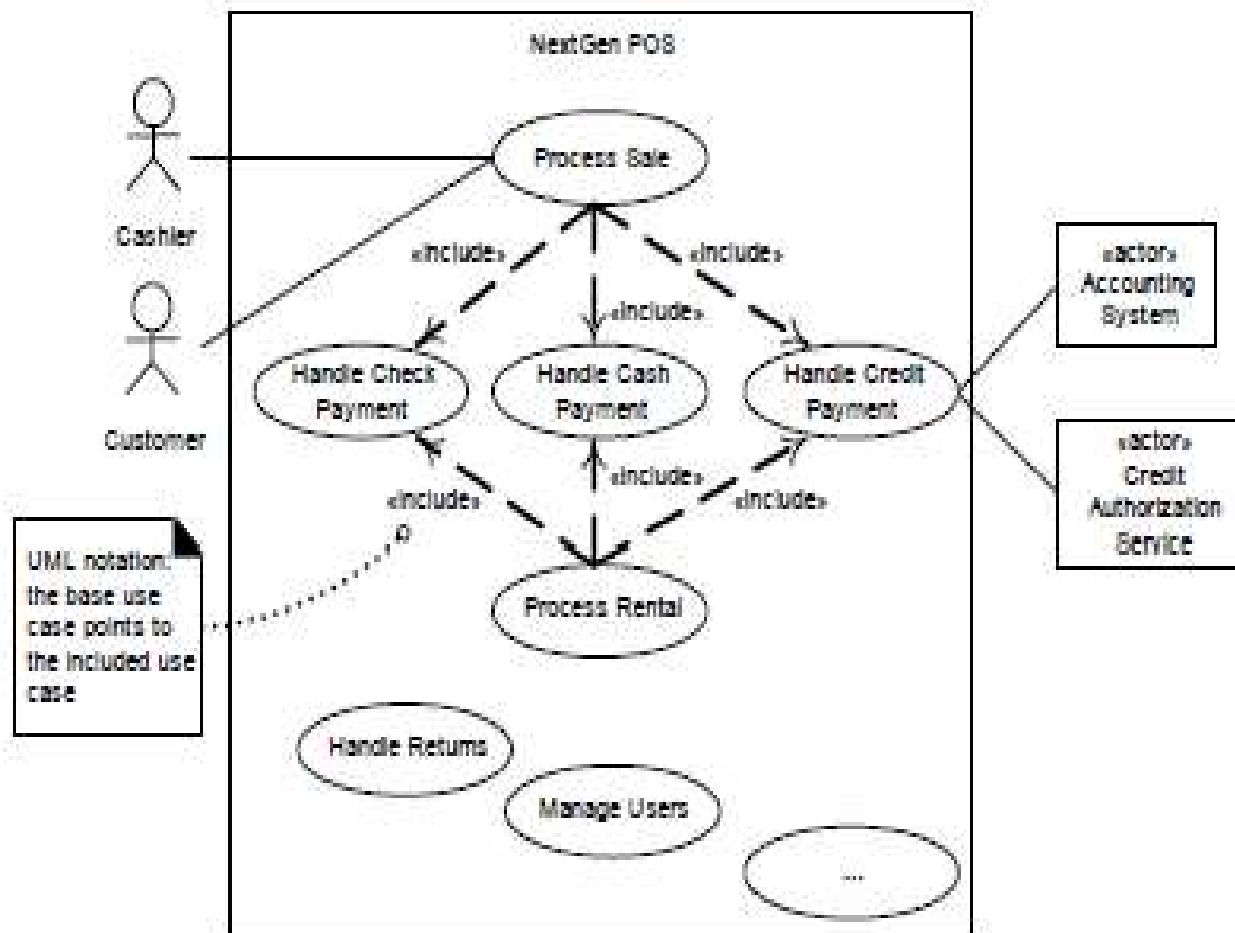 NextGen POS
Process Sale
Cashier
«include»
«include»
«include»
«actor»
Accounting
System
Handle Check
Payment
Handle Cash
Payment
Handle Credit
Payment
Customer
«include»
«include»
«include»
«actor»
Credit
Authorization
Service
UML notation:
the base use
case points to
the included use
case
Process Rental
Handle Returns
Manage Users
...